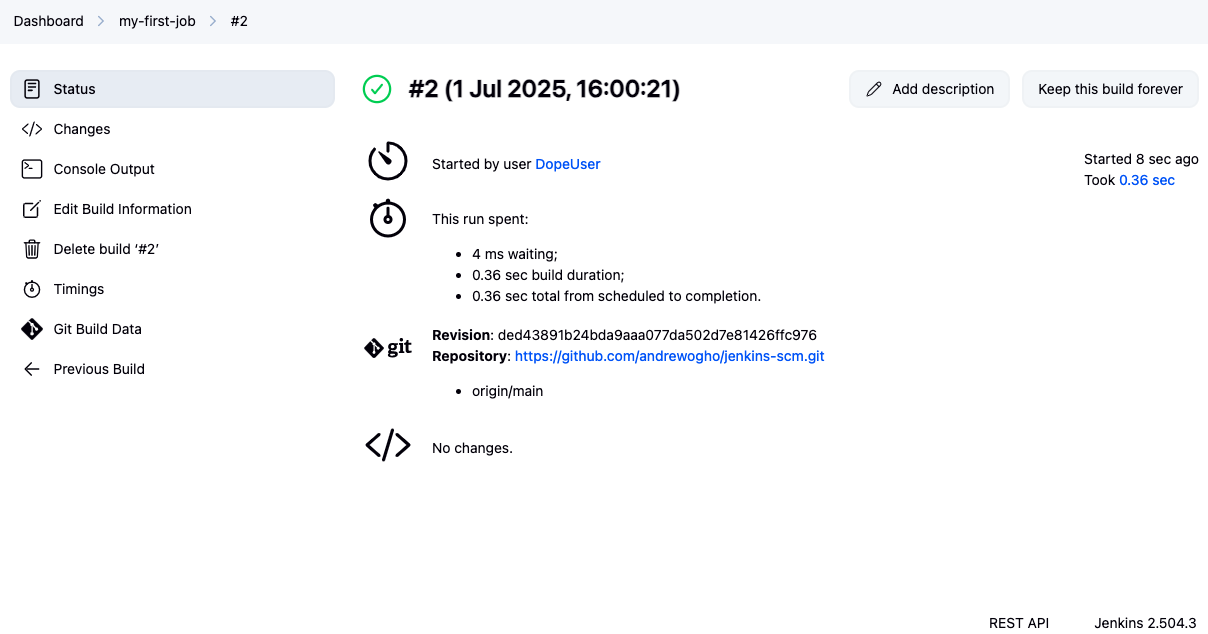 Dashboard > my-first-job > #2
Status
Changes
Console Output
Edit Build Information
Delete build ‘#2’
Timings
Git Build Data
Previous Build
#2 (1 Jul 2025, 16:00:21)
Add description
Keep this build forever
Started by user DopeUser
Started 8 sec ago
Took 0.36 sec
This run spent:
• 4 ms waiting;
• 0.36 sec build duration;
• 0.36 sec total from scheduled to completion.
git
Revision: ded43891b24bda9aaa077da502d7e81426ffc976
Repository: https://github.com/andrewogho/jenkins-scm.git
• origin/main
No changes.
REST API
Jenkins 2.504.3